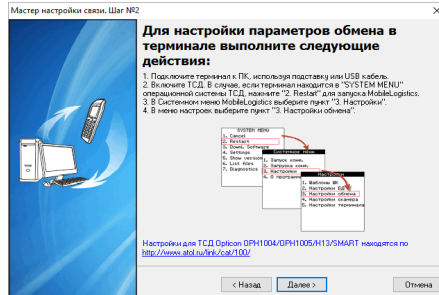 Мастер настройки связи. Шаг №2
Для настройки параметров обмена в
терминале выполните следующие
действия:
1. Подключите терминал к ПК, используя подставку или USB кабель.
2. Включите ТСД. В случае, если терминал находится в "SYSTEM MENU"
операционной системы ТСД, нажмите "2. Restart" для запуска MobileLogistics.
3. В Системном меню MobileLogistics выберите пункт "3. Настройки".
4. В меню настроек выберите пункт "3. Настройки обмена".
SYSTEM MENU
1. Cancel
2. Restart
3. Downl. Software
4. Settings
5. Show version
6. List files
7. Diagnostics
Системное меню
1. Запуск конф.
2. Загрузка конф.
3. Настройки
4. О программе
Настройки
1. Шаблоны ШК
2. Настройки БД
3. Настройки обмена
4. Настройки сканера
5. Настройки терминала
Настройки для ТСД Opticon OPH1004/OPH1005/H13/SMART находятся по
http://www.atol.ru/link/cat/100/
< Назад
Далее >
Отмена